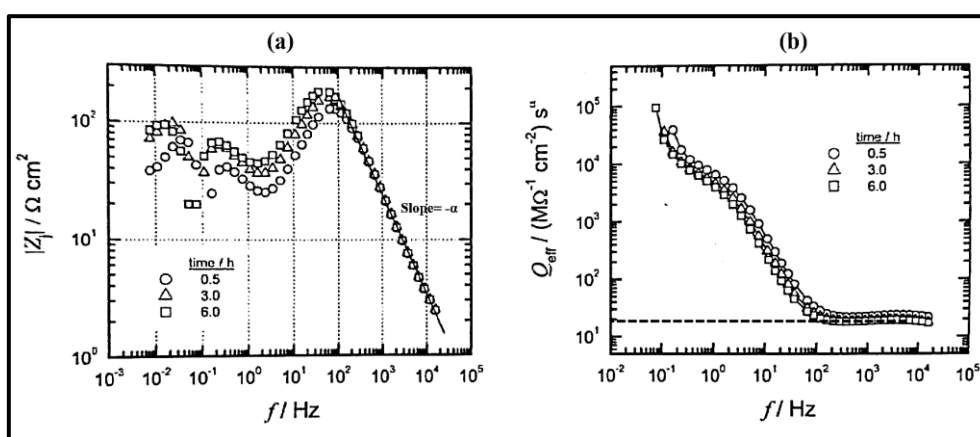 (a)
10²
10¹
10⁰
|Zⱼ| / Ω cm²
Slope= -α
time / h
0.5
3.0
6.0
10⁻³ 10⁻² 10⁻¹ 10⁰ 10¹ 10² 10³ 10⁴ 10⁵
f / Hz
(b)
10⁵
10⁴
10³
10²
10¹
Q_eff / (MΩ⁻¹ cm⁻²) sᵅ
time / h
0.5
3.0
6.0
10⁻² 10⁻¹ 10⁰ 10¹ 10² 10³ 10⁴ 10⁵
f / Hz